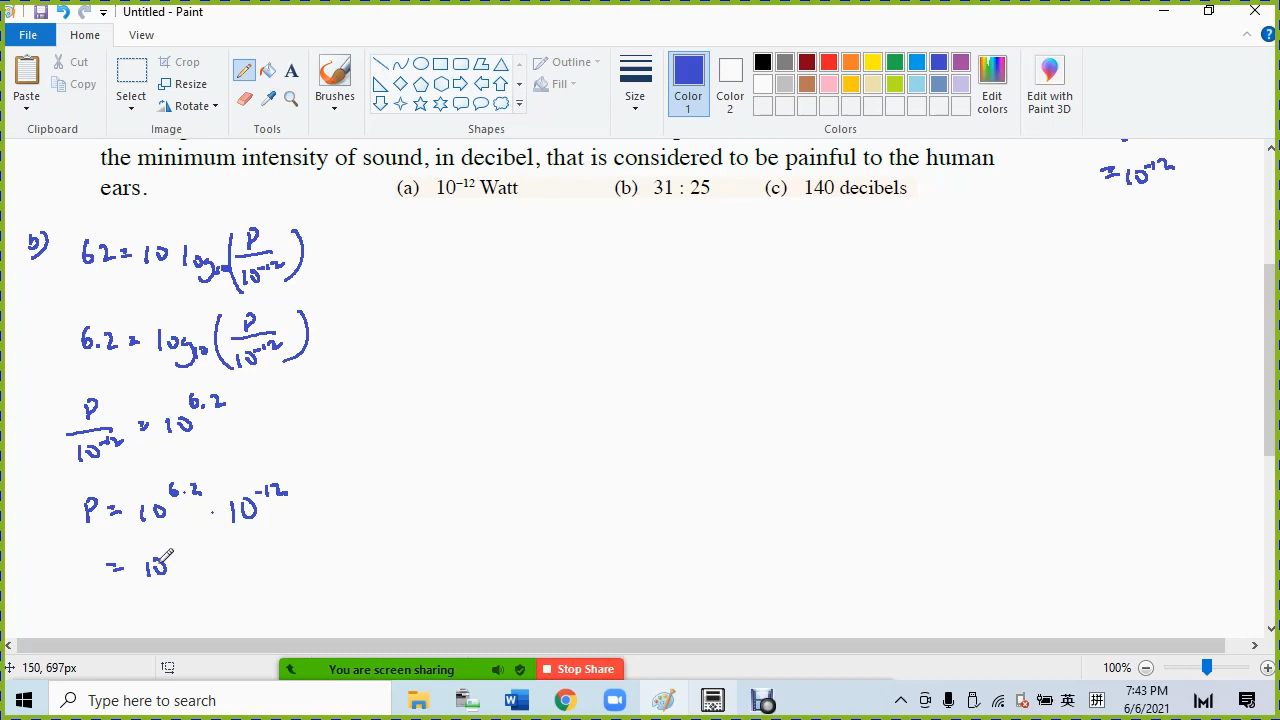 Untitled - Paint
File Home View
Paste Cut Copy Clipboard
Select Crop Resize Rotate Image
A Tools
Brushes
Outline Fill Shapes
Size
Color 1 Color 2 Edit colors Colors
Edit with Paint 3D
the minimum intensity of sound, in decibel, that is considered to be painful to the human
ears. (a) 10⁻¹² Watt (b) 31 : 25 (c) 140 decibels
= 10⁻¹²
b) 62 = 10 log₁₀(P/10⁻¹²)
6.2 = log₁₀(P/10⁻¹²)
P/10⁻¹² = 10^6.2
P = 10^6.2 · 10⁻¹²
= 10
150, 697px
You are screen sharing Stop Share
100%
Type here to search
英 拼
7:43 PM
6/6/2021